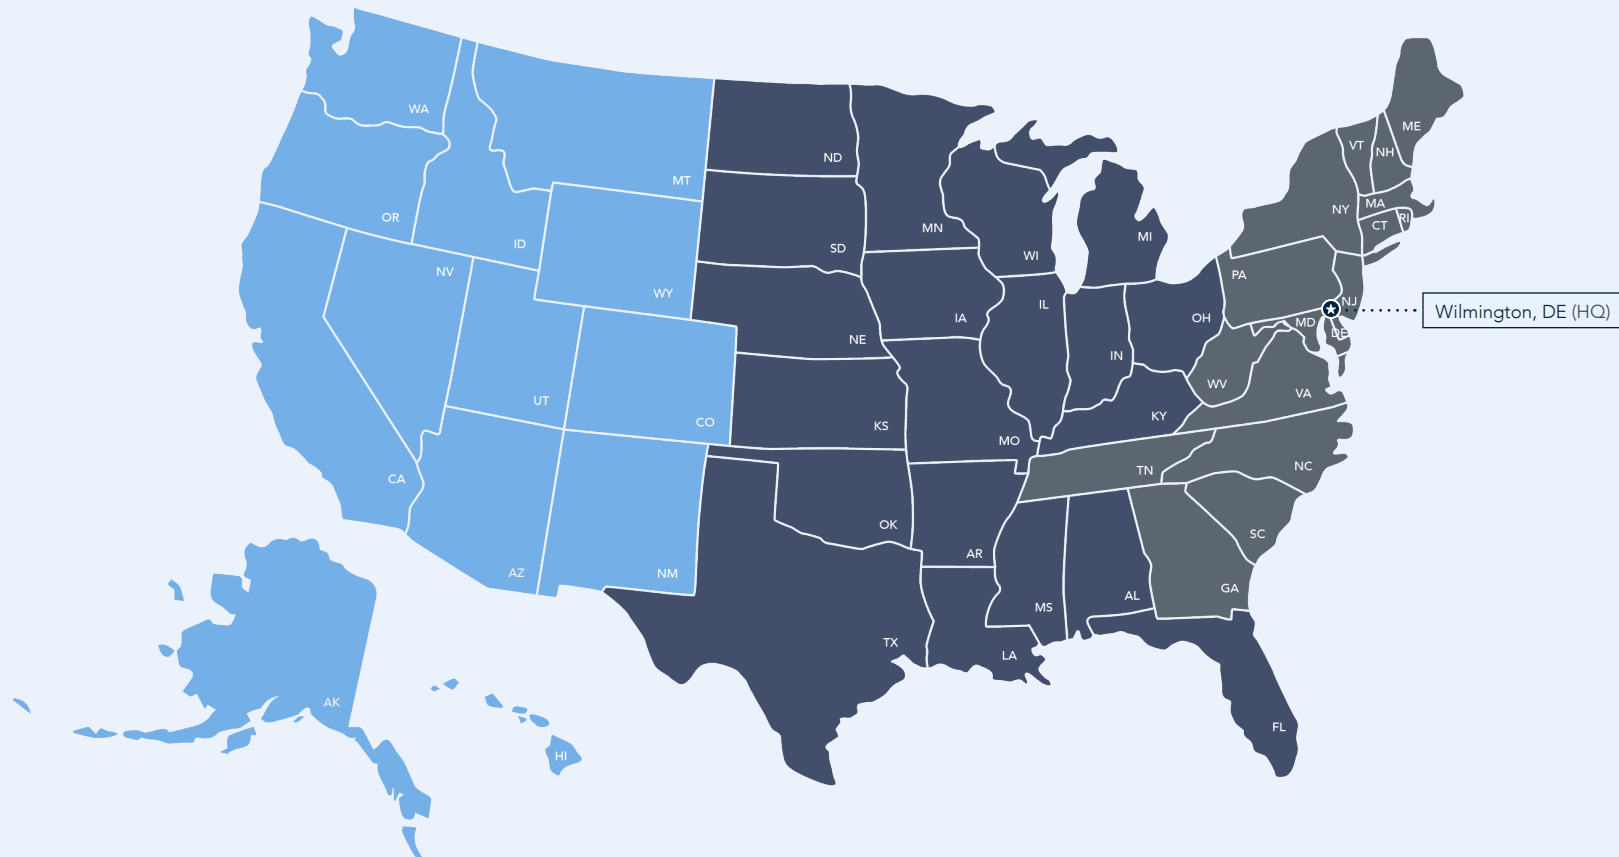 WA
ME
VT
NH
ND
MT
MA
NY
RI
OR
CT
MN
MI
ID
SD
WI
NV
PA
WY
NJ
IL
Wilmington, DE (HQ)
IA
OH
MD
DE
NE
IN
WV
VA
UT
KY
CO
KS
MO
NC
TN
CA
OK
SC
AR
AZ
NM
GA
AL
MS
TX
LA
AK
FL
HI